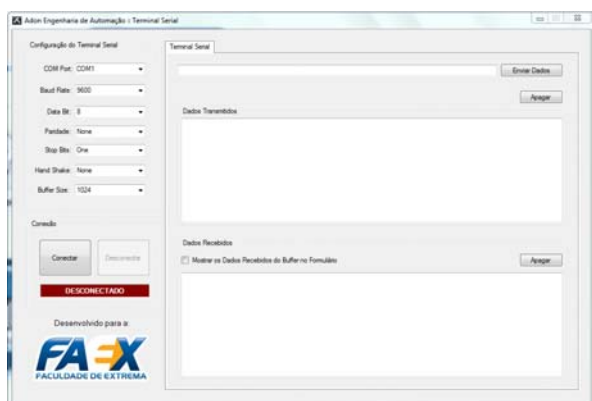 Adon Engenharia de Automação :: Terminal Serial
Configuração do Terminal Serial
COM Port: COM1
Baud Rate: 9600
Data Bit: 8
Paridade: None
Stop Bits: One
Hand Shake: None
Buffer Size: 1024
Conexão
Conectar
Desconectar
DESCONECTADO
Desenvolvido para a:
FAEX
FACULDADE DE EXTREMA
Terminal Serial
Enviar Dados
Apagar
Dados Transmitidos
Dados Recebidos
Mostrar os Dados Recebidos do Buffer no Formulário
Apagar